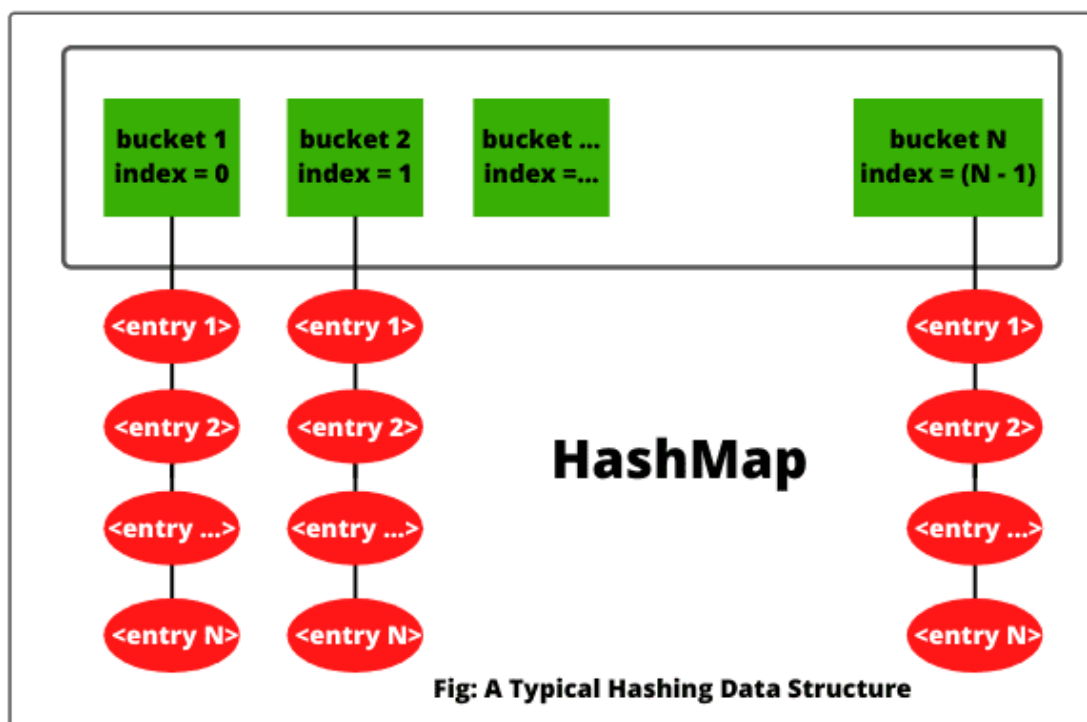 bucket 1
index = 0
bucket 2
index = 1
bucket ...
index =...
bucket N
index = (N - 1)
<entry 1>
<entry 1>
<entry 1>
<entry 2>
<entry 2>
<entry 2>
<entry ...>
<entry ...>
<entry ...>
<entry N>
<entry N>
<entry N>
HashMap
Fig: A Typical Hashing Data Structure